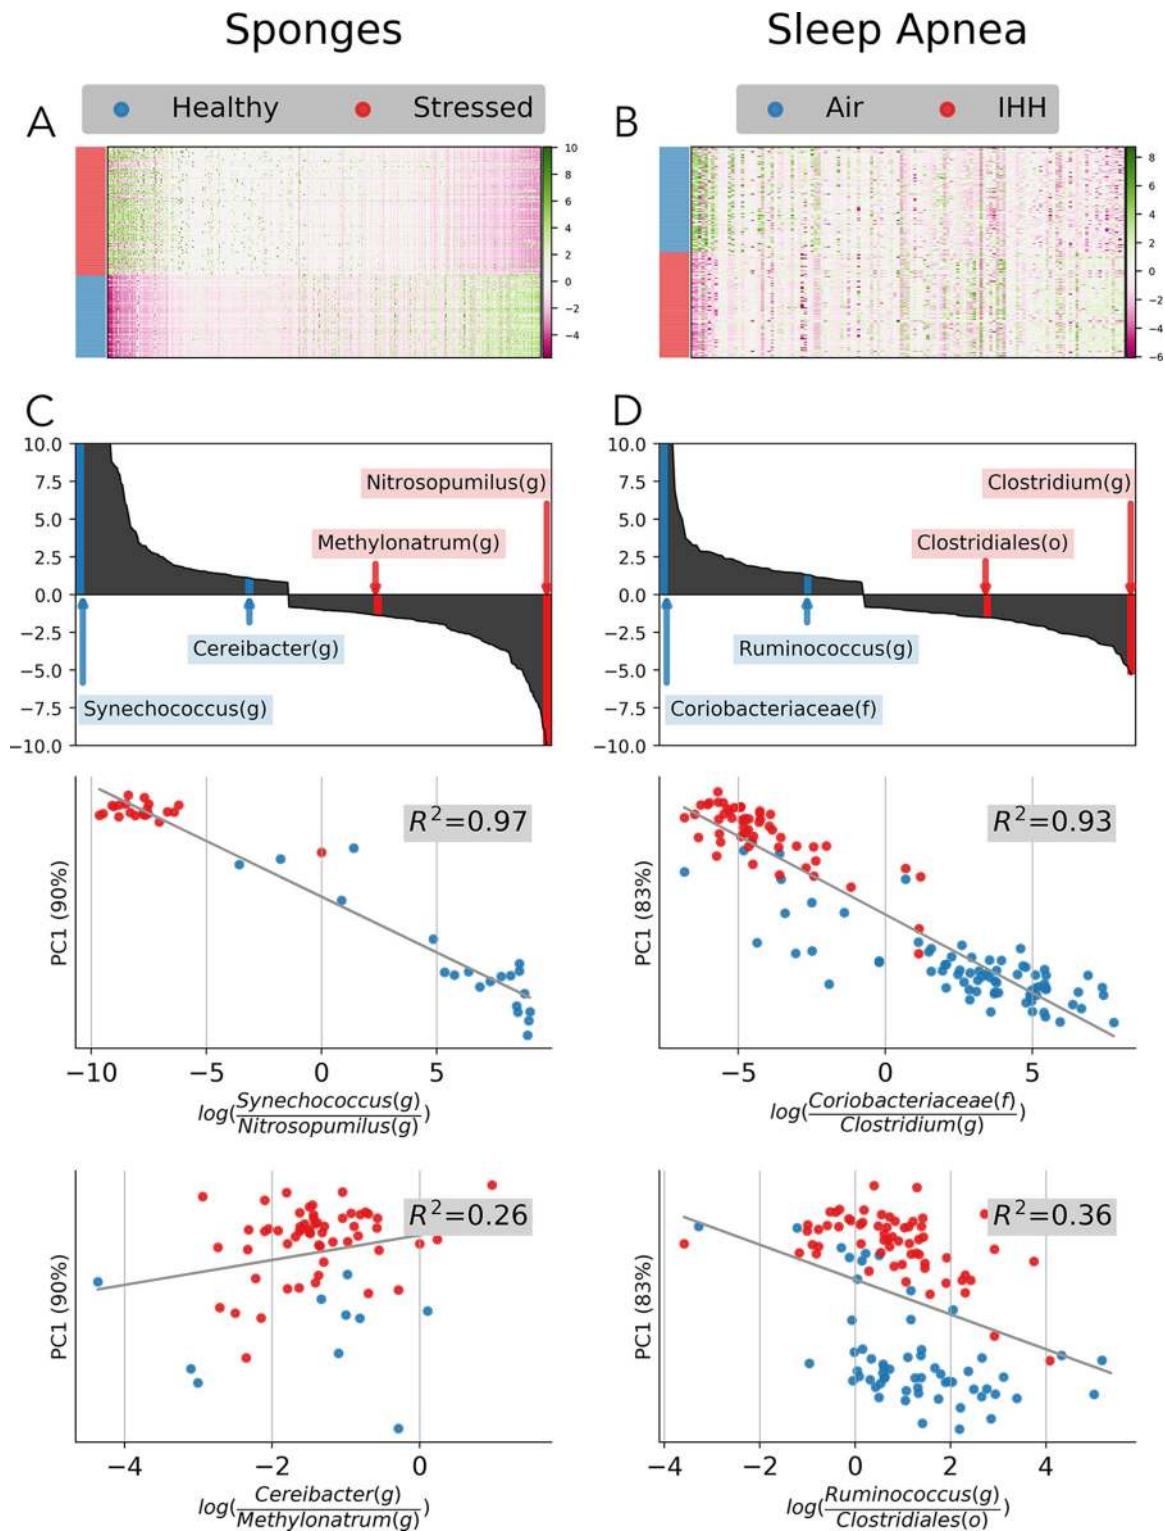 Sponges
Sleep Apnea
Healthy Stressed
Air IHH
A
B
10
8
6
4
2
0
−2
−4
8
6
4
2
0
−2
−4
−6
C
D
10.0
7.5
5.0
2.5
0.0
−2.5
−5.0
−7.5
−10.0
Nitrosopumilus(g)
Methylonatrum(g)
Cereibacter(g)
Synechococcus(g)
10.0
7.5
5.0
2.5
0.0
−2.5
−5.0
−7.5
−10.0
Clostridium(g)
Clostridiales(o)
Ruminococcus(g)
Coriobacteriaceae(f)
R²=0.97
PC1 (90%)
−10 −5 0 5
log(Synechococcus(g)/Nitrosopumilus(g))
R²=0.93
PC1 (83%)
−5 0 5
log(Coriobacteriaceae(f)/Clostridium(g))
R²=0.26
PC1 (90%)
−4 −2 0
log(Cereibacter(g)/Methylonatrum(g))
R²=0.36
PC1 (83%)
−4 −2 0 2 4
log(Ruminococcus(g)/Clostridiales(o))